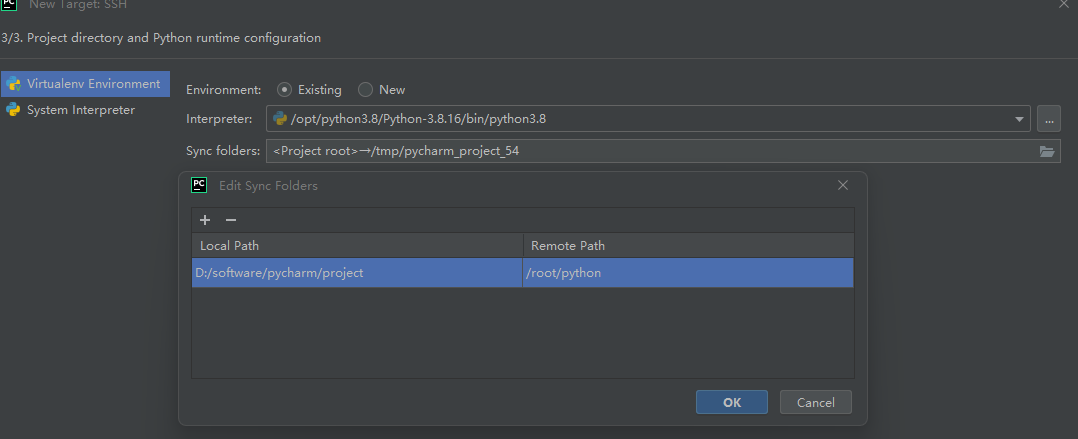 PC New Target: SSH
3/3. Project directory and Python runtime configuration
Virtualenv Environment
System Interpreter
Environment: Existing New
Interpreter: /opt/python3.8/Python-3.8.16/bin/python3.8 ...
Sync folders: <Project root>→/tmp/pycharm_project_54
PC Edit Sync Folders
Local Path Remote Path
D:/software/pycharm/project /root/python
OK Cancel